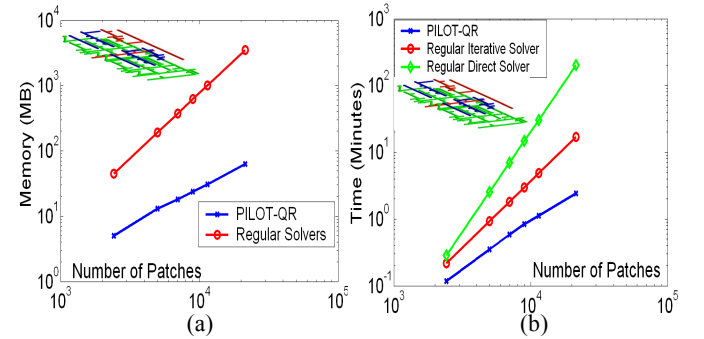 10^4
10^3
10^2
10^1
10^0
Memory (MB)
PILOT-QR
Regular Solvers
Number of Patches
10^3
10^4
10^5
(a)
10^3
10^2
10^1
10^0
10^-1
Time (Minutes)
PILOT-QR
Regular Iterative Solver
Regular Direct Solver
Number of Patches
10^3
10^4
10^5
(b)